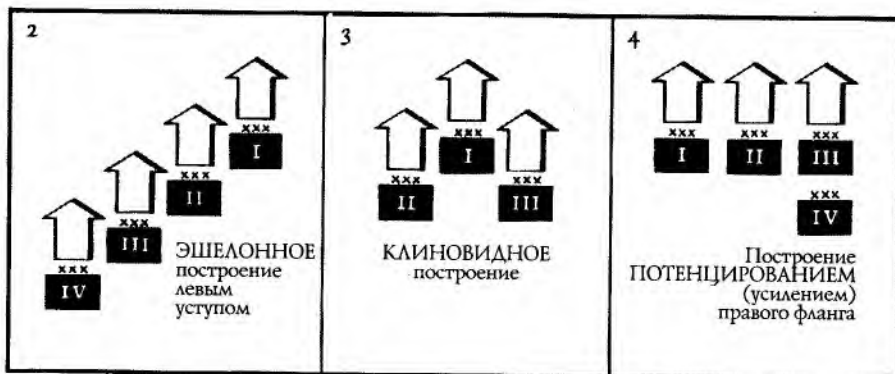 2
xxx
I
xxx
II
xxx
III
xxx
IV
ЭШЕЛОННОЕ
построение
левым
уступом
3
xxx
I
xxx
II
xxx
III
КЛИНОВИДНОЕ
построение
4
xxx xxx xxx
I II III
xxx
IV
Построение
ПОТЕНЦИРОВАНИЕМ
(усилением)
правого фланга